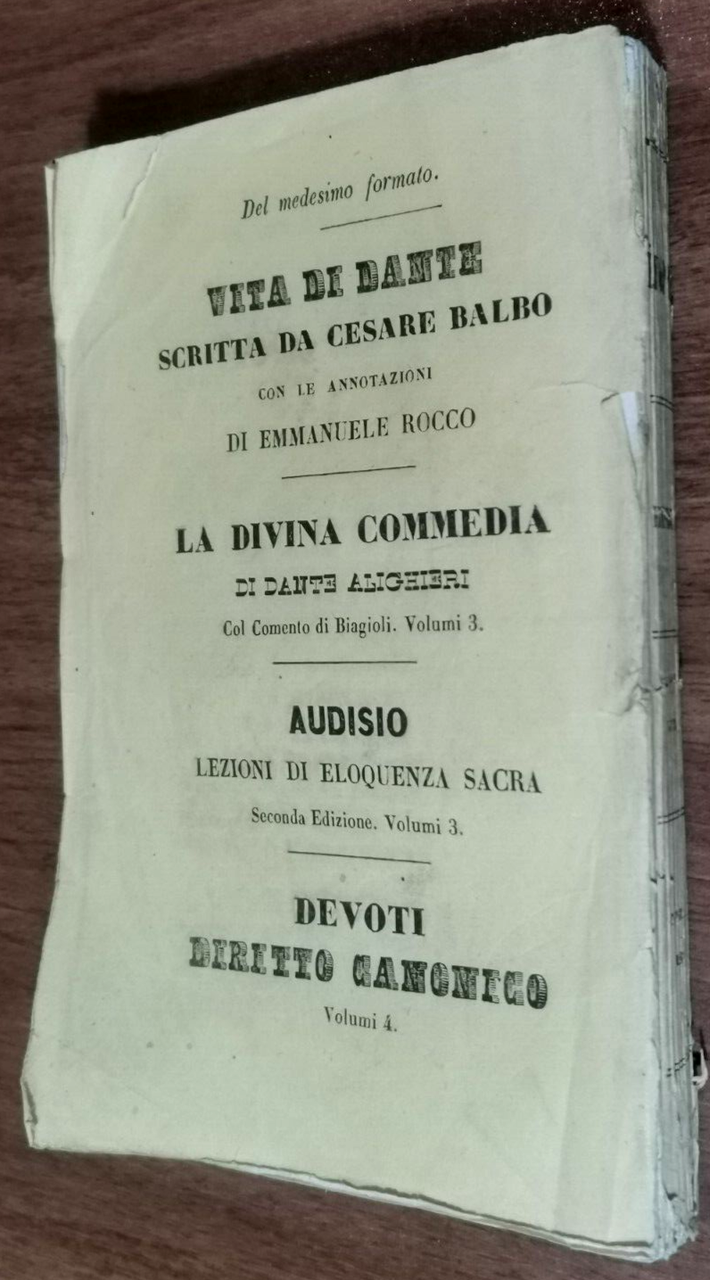 Del medesimo formato.
VITA DI DANTE
SCRITTA DA CESARE BALBO
CON LE ANNOTAZIONI
DI EMMANUELE ROCCO
LA DIVINA COMMEDIA
DI DANTE ALIGHIERI
Col Comento di Biagioli. Volumi 3.
AUDISIO
LEZIONI DI ELOQUENZA SACRA
Seconda Edizione. Volumi 3.
DEVOTI
DIRITTO CANONICO
Volumi 4.